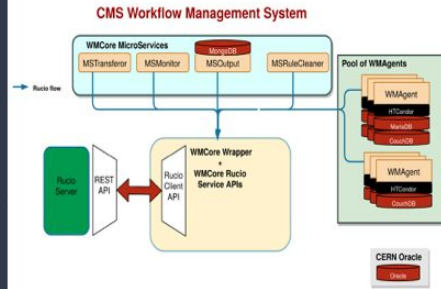 CMS Workflow Management System
WMCore MicroServices
MongoDB
MSTransferor
MSMonitor
MSOutput
MSRuleCleaner
Rucio flow
Pool of WMAgents
WMAgent
HTCondor
MariaDB
CouchDB
WMAgent
HTCondor
CouchDB
Rucio
Server
REST
API
Rucio
Client
API
WMCore Wrapper
+
WMCore Rucio
Service APIs
CERN Oracle
Oracle